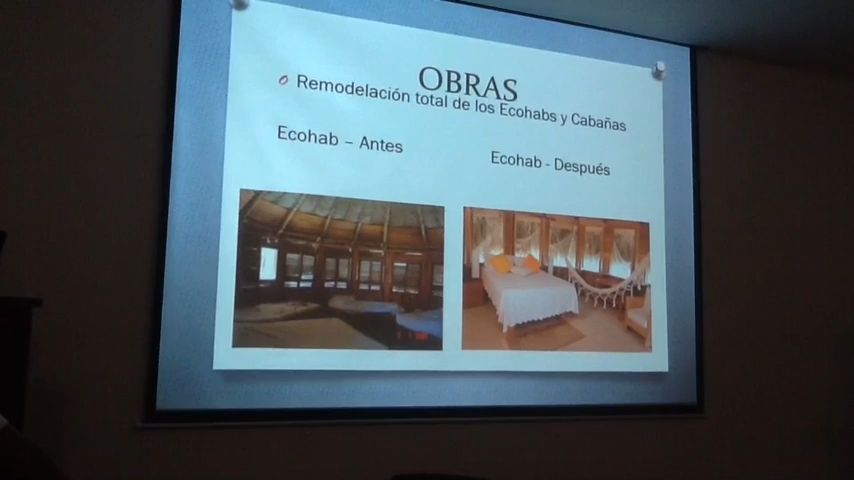 OBRAS
Remodelación total de los Ecohabs y Cabañas
Ecohab – Antes
Ecohab - Después